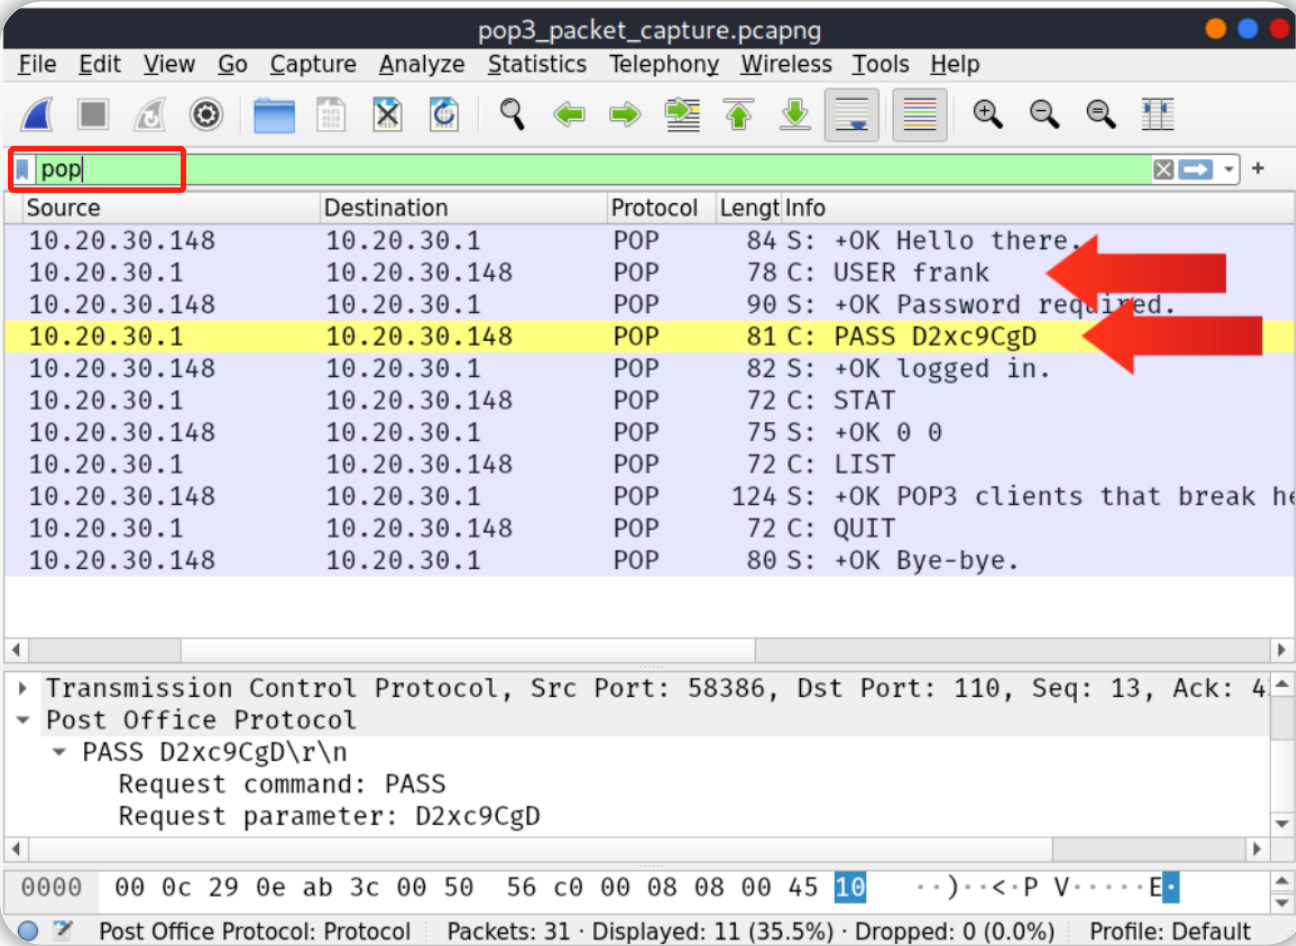 pop3_packet_capture.pcapng
File Edit View Go Capture Analyze Statistics Telephony Wireless Tools Help
pop
+
Source Destination Protocol Lengt Info
10.20.30.148 10.20.30.1 POP 84 S: +OK Hello there.
10.20.30.1 10.20.30.148 POP 78 C: USER frank
10.20.30.148 10.20.30.1 POP 90 S: +OK Password required.
10.20.30.1 10.20.30.148 POP 81 C: PASS D2xc9CgD
10.20.30.148 10.20.30.1 POP 82 S: +OK logged in.
10.20.30.1 10.20.30.148 POP 72 C: STAT
10.20.30.148 10.20.30.1 POP 75 S: +OK 0 0
10.20.30.1 10.20.30.148 POP 72 C: LIST
10.20.30.148 10.20.30.1 POP 124 S: +OK POP3 clients that break he
10.20.30.1 10.20.30.148 POP 72 C: QUIT
10.20.30.148 10.20.30.1 POP 80 S: +OK Bye-bye.
Transmission Control Protocol, Src Port: 58386, Dst Port: 110, Seq: 13, Ack: 4
Post Office Protocol
PASS D2xc9CgD\r\n
Request command: PASS
Request parameter: D2xc9CgD
0000 00 0c 29 0e ab 3c 00 50 56 c0 00 08 08 00 45 10 ··)··<·P V·····E·
Post Office Protocol: Protocol Packets: 31 · Displayed: 11 (35.5%) · Dropped: 0 (0.0%) Profile: Default